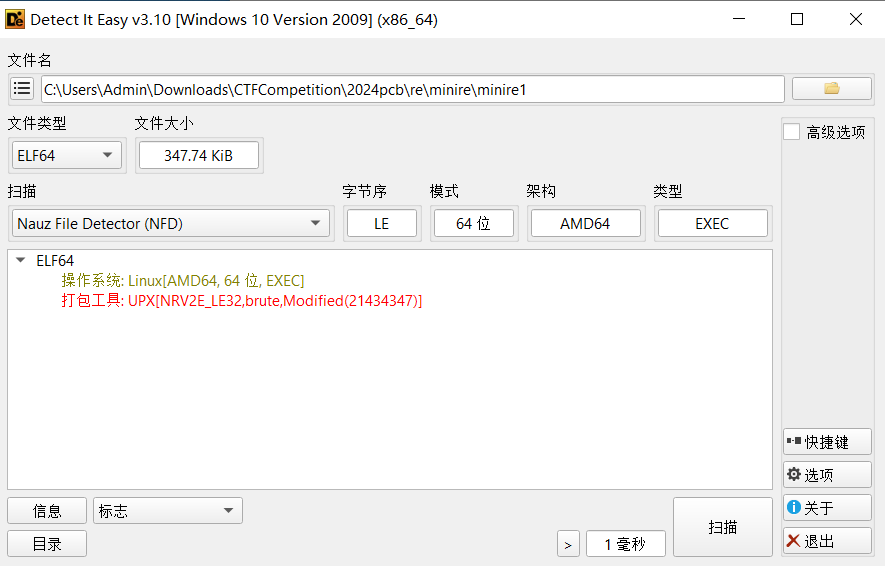 Detect It Easy v3.10 [Windows 10 Version 2009] (x86_64)
文件名
C:\Users\Admin\Downloads\CTFCompetition\2024pcb\re\minire\minire1
文件类型 文件大小
高级选项
ELF64 347.74 KiB
扫描 字节序 模式 架构 类型
Nauz File Detector (NFD) LE 64 位 AMD64 EXEC
ELF64
操作系统: Linux[AMD64, 64 位, EXEC]
打包工具: UPX[NRV2E_LE32,brute,Modified(21434347)]
快捷键
选项
信息 标志 扫描 关于
目录 > 1 毫秒 退出